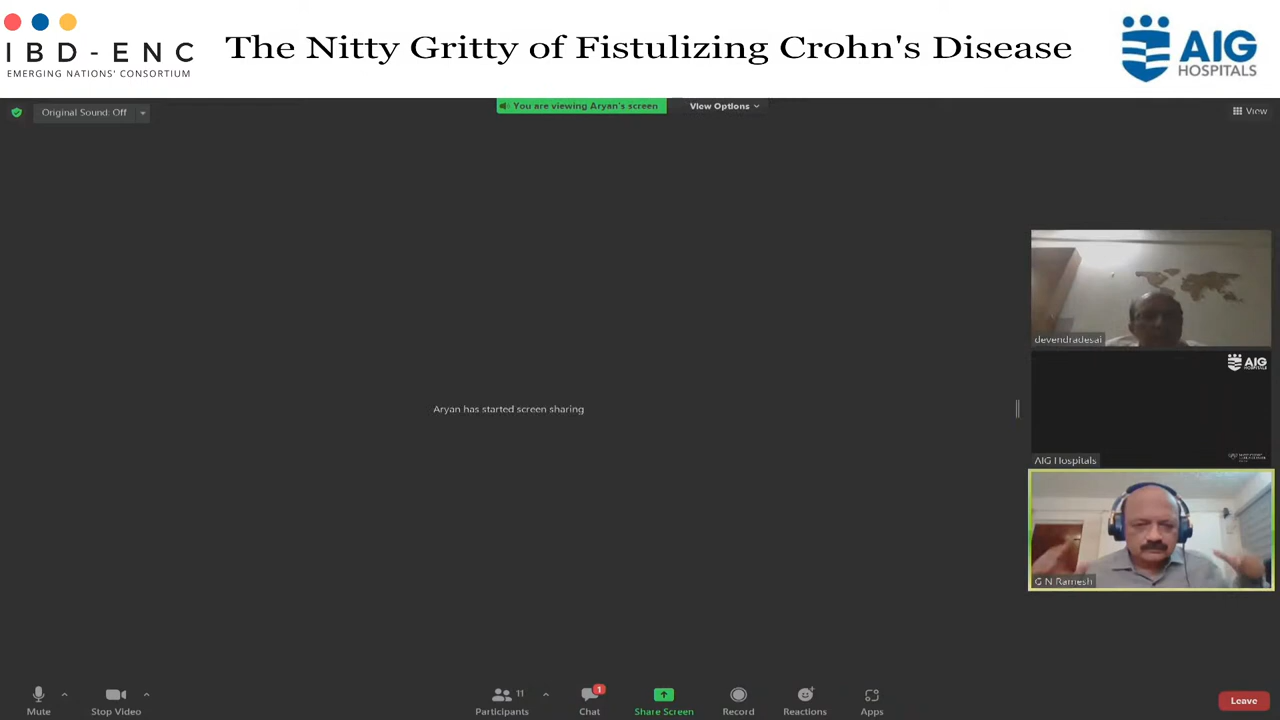 IBD-ENC
EMERGING NATIONS' CONSORTIUM
The Nitty Gritty of Fistulizing Crohn's Disease
AIG
HOSPITALS
Original Sound: Off
You are viewing Aryan's screen
View Options
View
Aryan has started screen sharing
devendradesai
AIG
HOSPITALS
AIG Hospitals
G N Ramesh
Mute
Stop Video
Participants
11
Chat
1
Share Screen
Record
Reactions
Apps
Leave